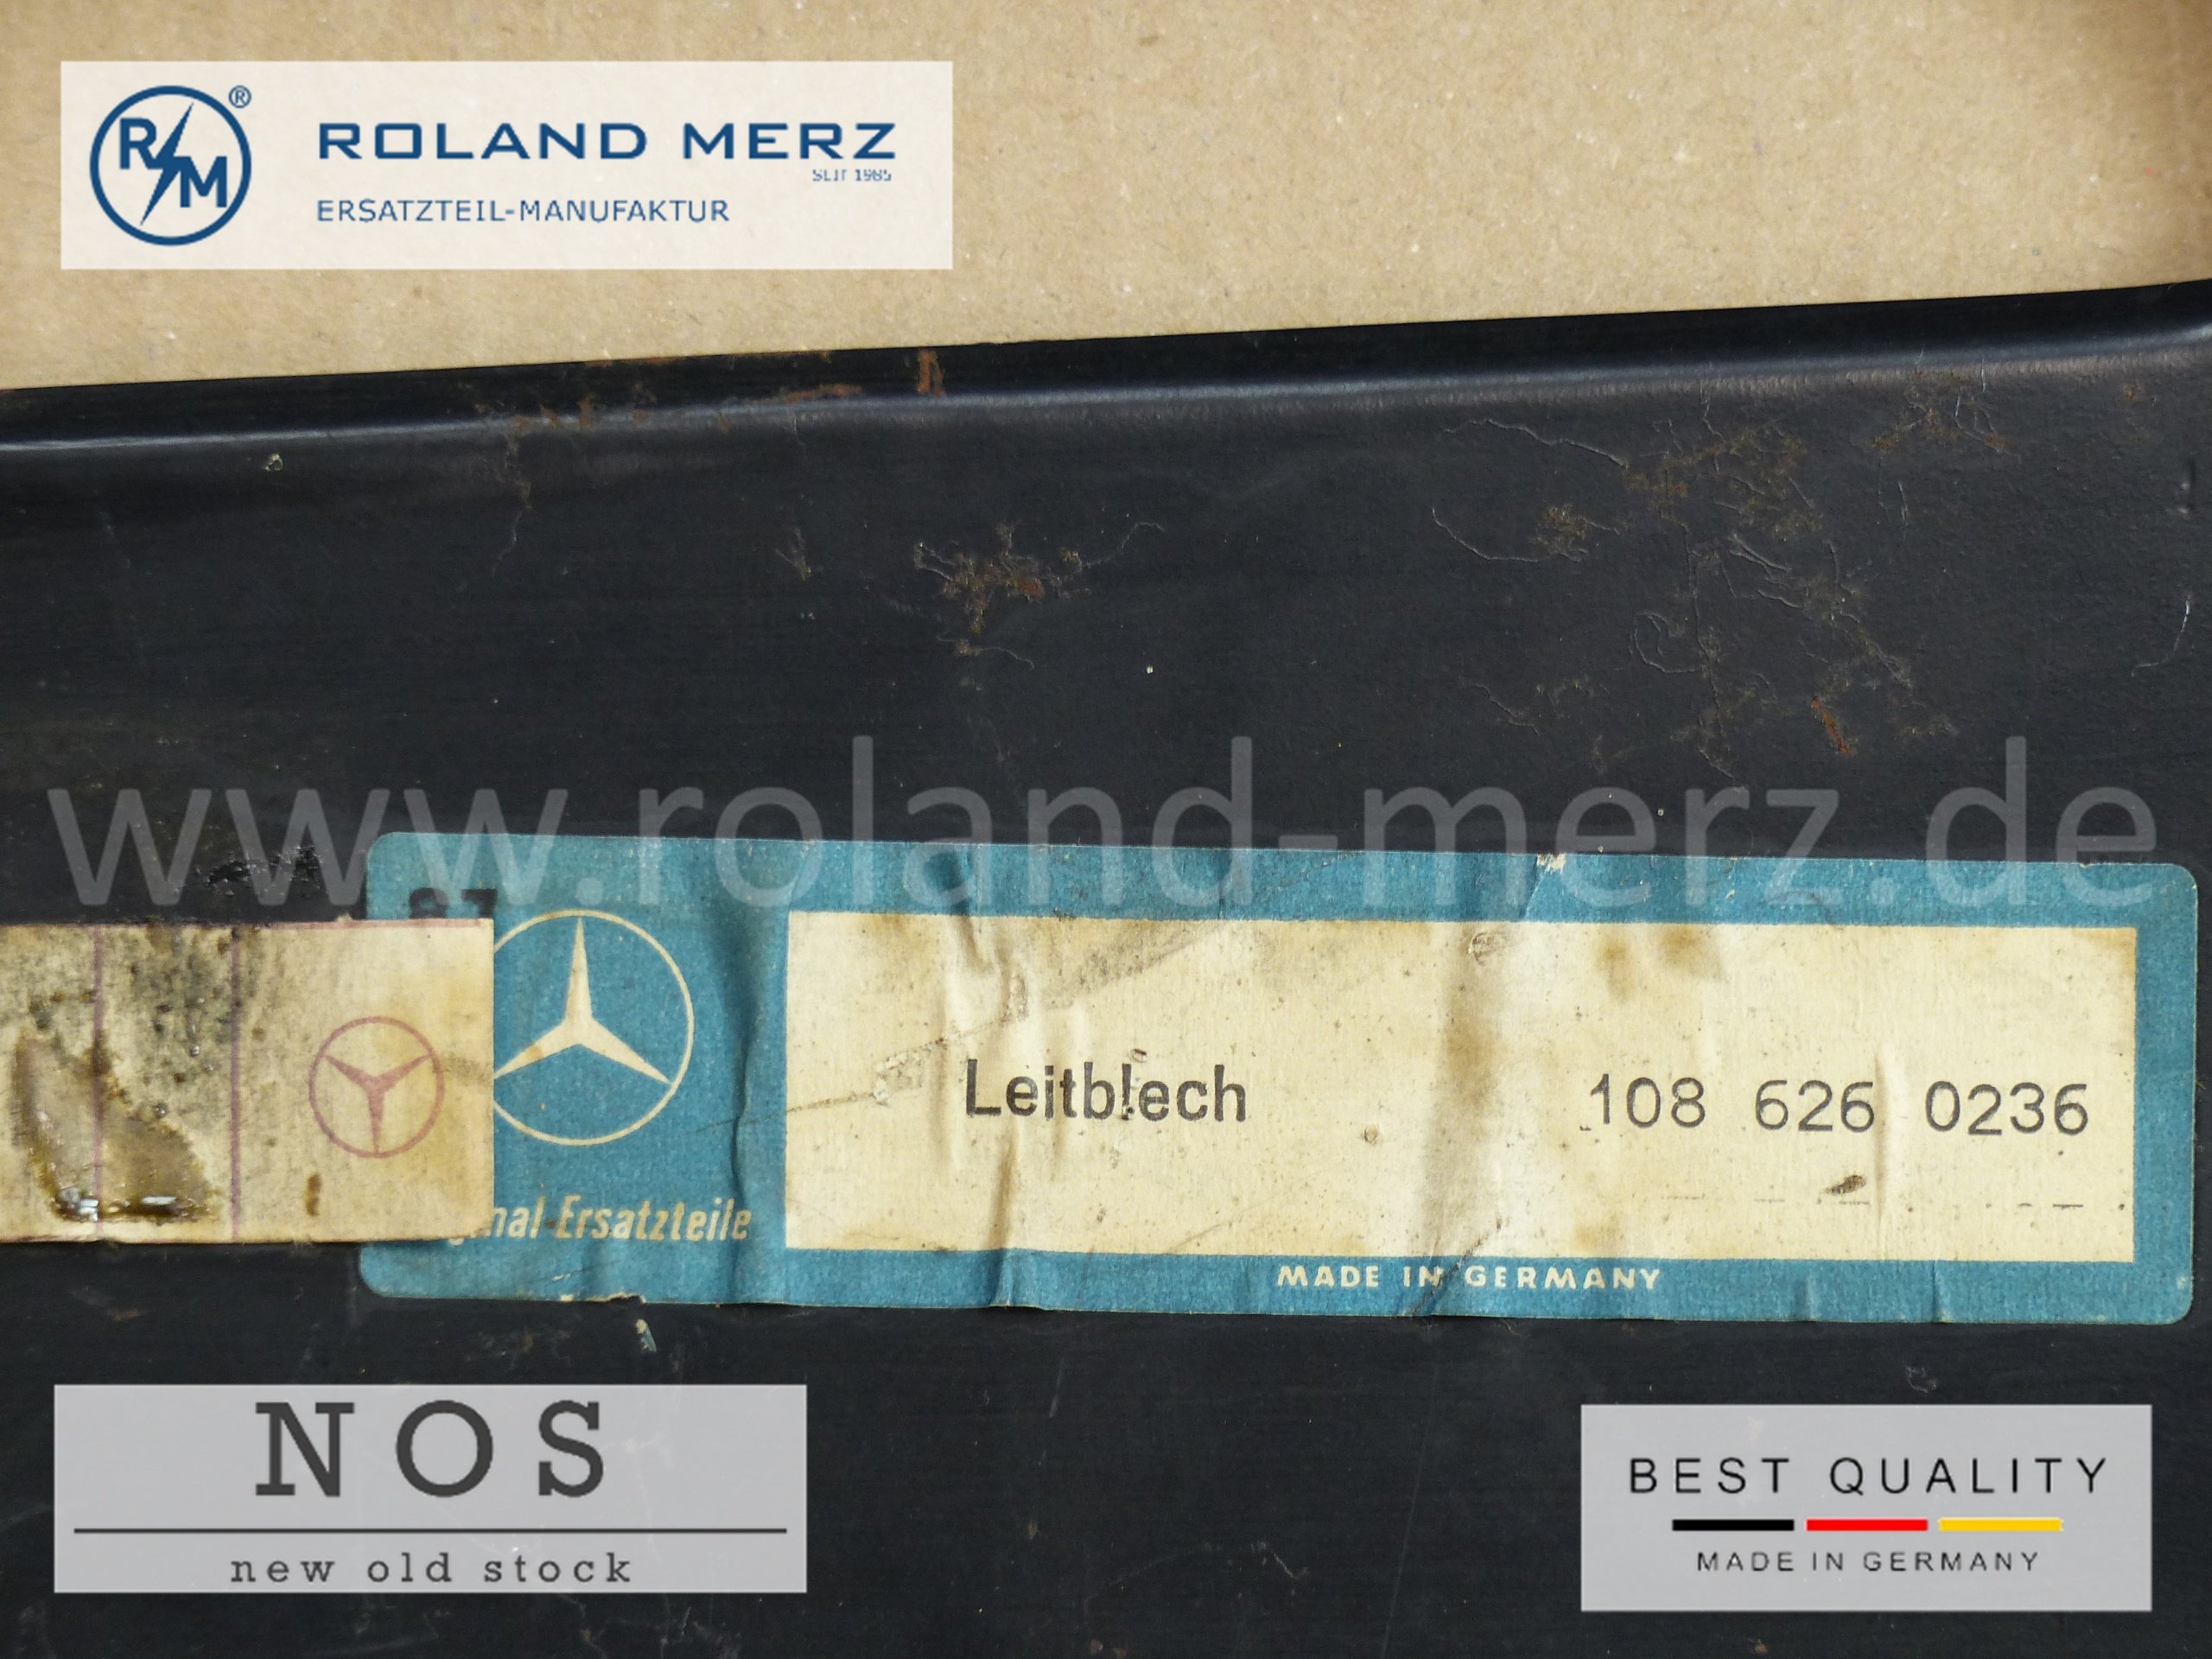 R M ®
ROLAND MERZ
SEIT 1985
ERSATZTEIL-MANUFAKTUR
www.roland-merz.de
Leitblech 108 626 0236
Ersatzteile
MADE IN GERMANY
NOS
new old stock
BEST QUALITY
MADE IN GERMANY